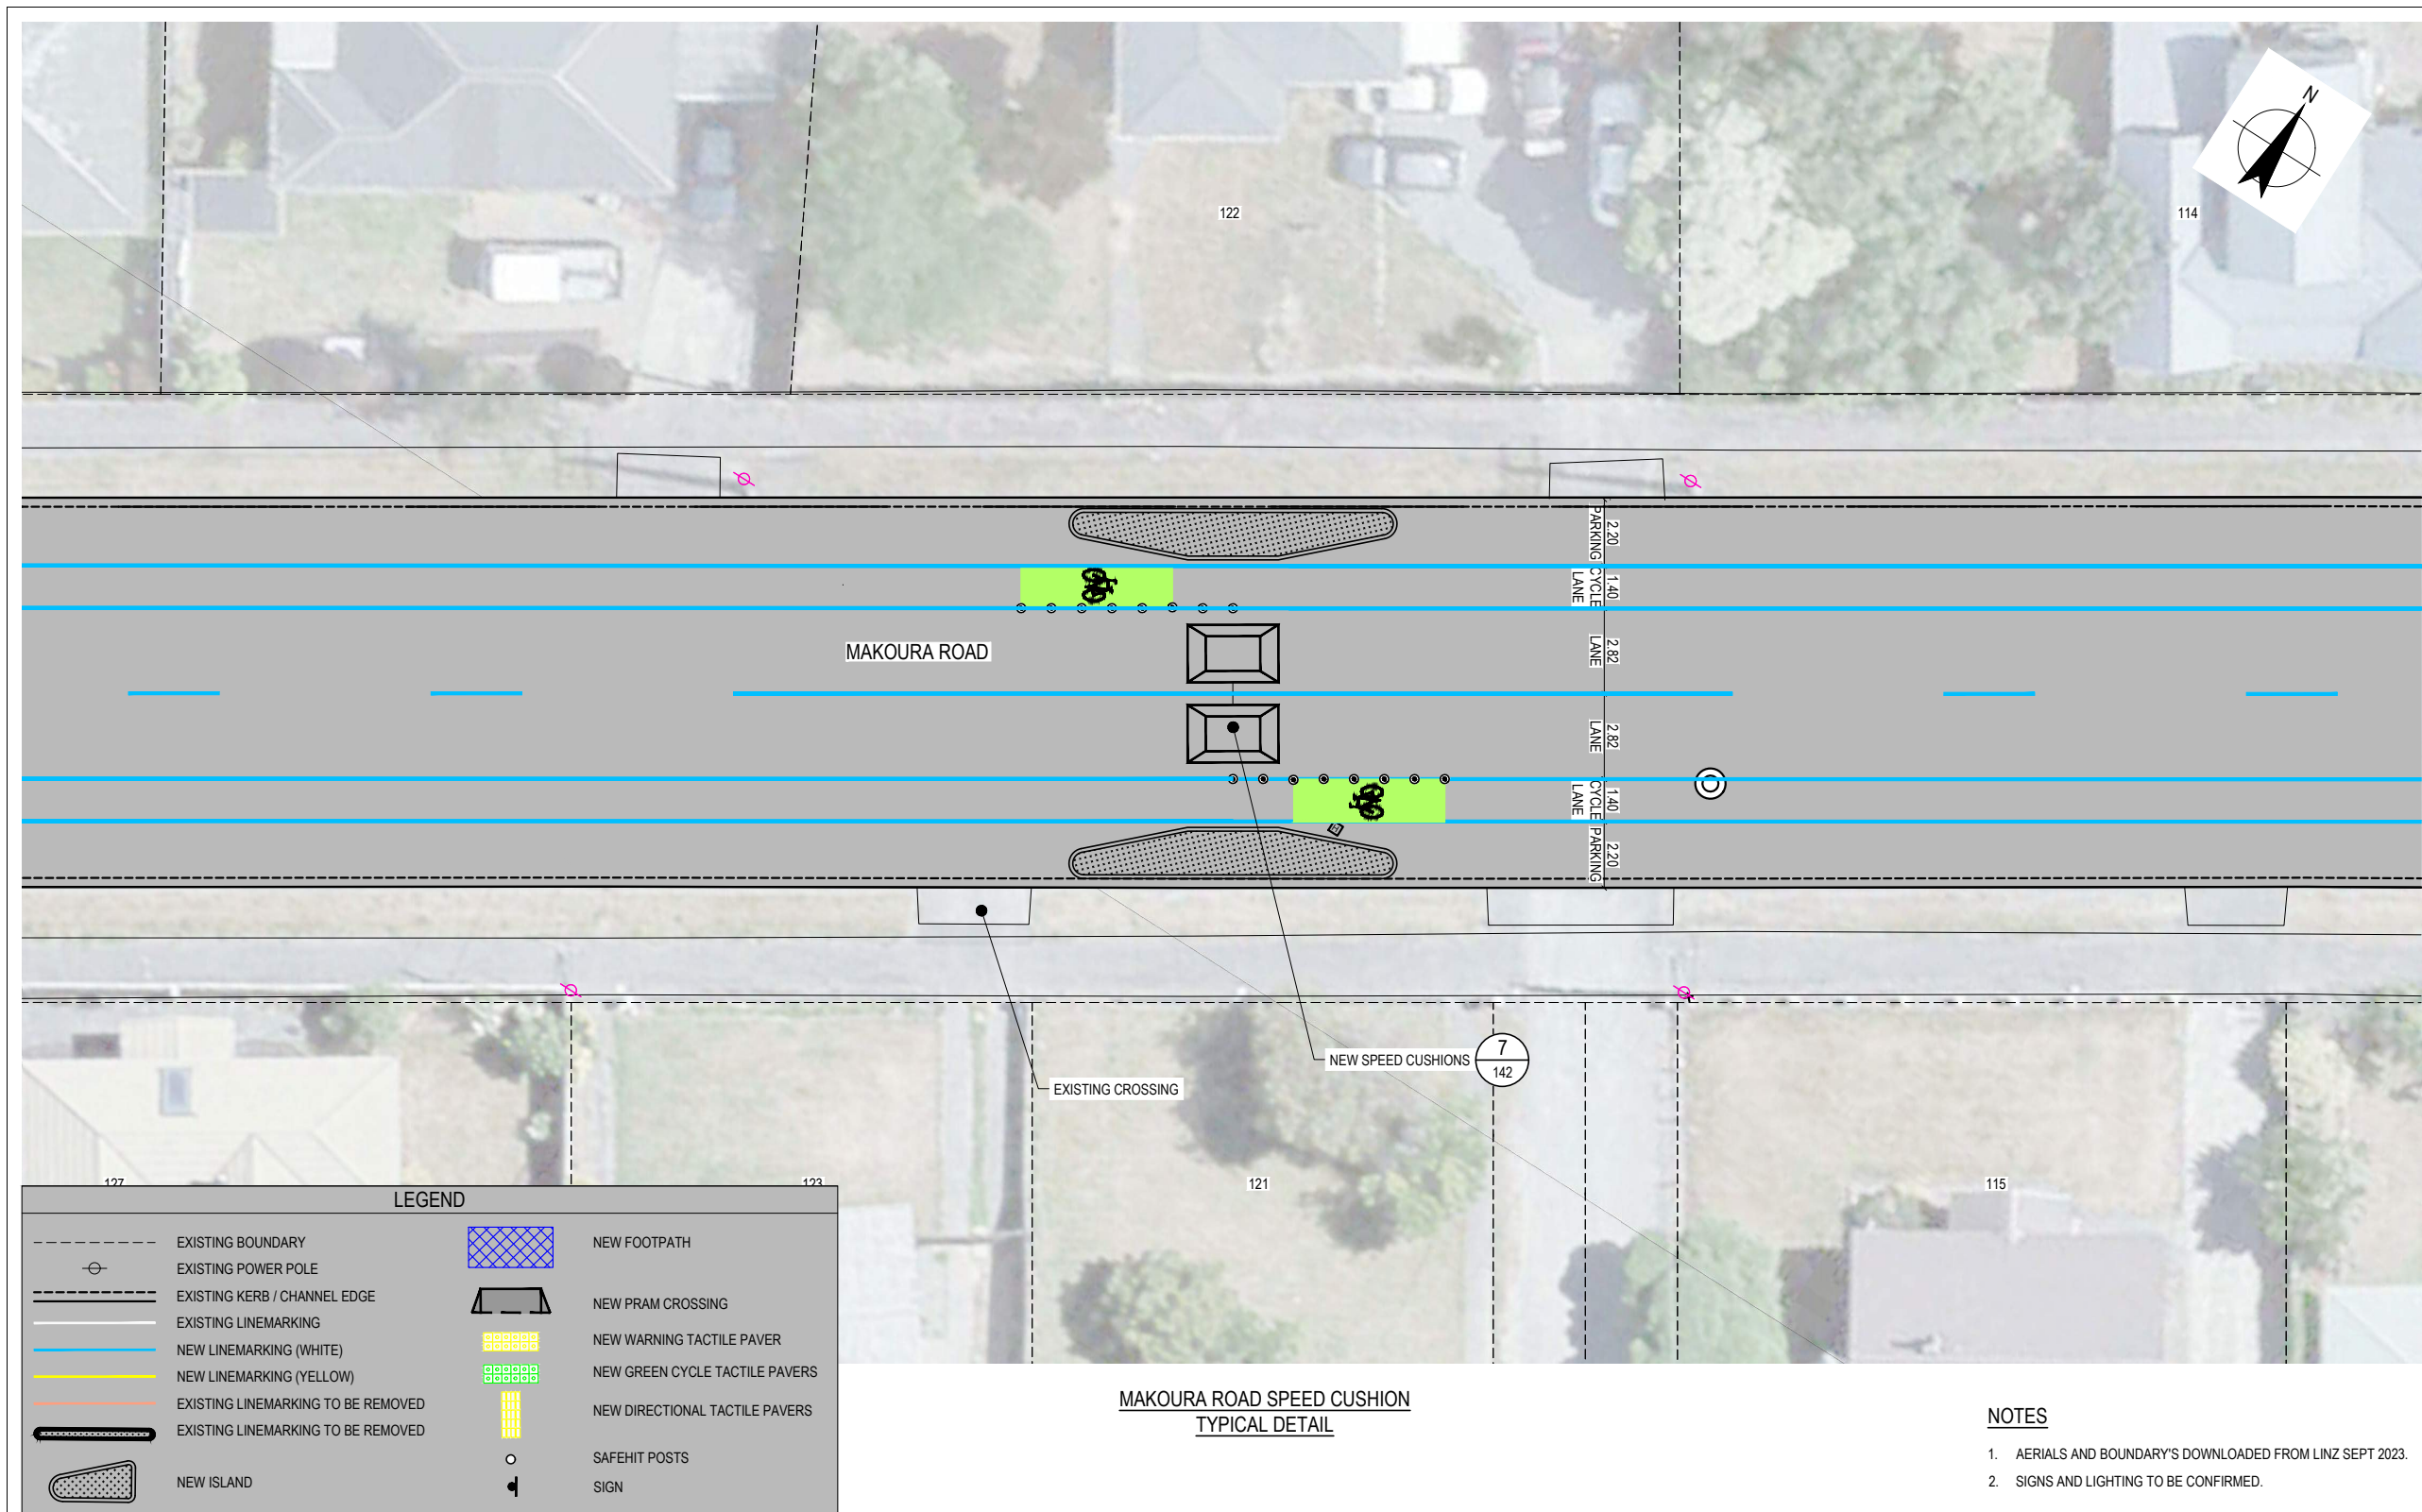 N
122
114
PARKING 2.20
CYCLE LANE 1.40
LANE 2.82
MAKOURA ROAD
LANE 2.82
CYCLE LANE 1.40
PARKING 2.20
NEW SPEED CUSHIONS
7
142
EXISTING CROSSING
127
123
121
115
LEGEND
EXISTING BOUNDARY
EXISTING POWER POLE
EXISTING KERB / CHANNEL EDGE
EXISTING LINEMARKING
NEW LINEMARKING (WHITE)
NEW LINEMARKING (YELLOW)
EXISTING LINEMARKING TO BE REMOVED
EXISTING LINEMARKING TO BE REMOVED
NEW ISLAND
NEW FOOTPATH
NEW PRAM CROSSING
NEW WARNING TACTILE PAVER
NEW GREEN CYCLE TACTILE PAVERS
NEW DIRECTIONAL TACTILE PAVERS
SAFEHIT POSTS
SIGN
MAKOURA ROAD SPEED CUSHION
TYPICAL DETAIL
NOTES
1. AERIALS AND BOUNDARY'S DOWNLOADED FROM LINZ SEPT 2023.
2. SIGNS AND LIGHTING TO BE CONFIRMED.